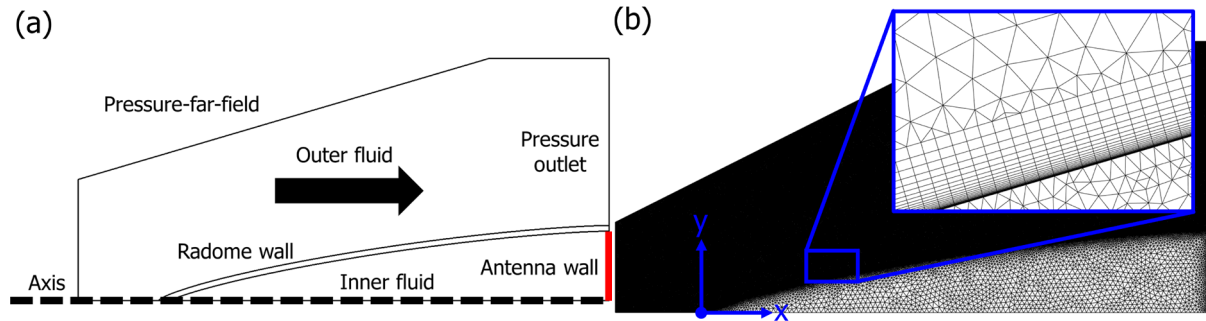 (a)
Pressure-far-field
Outer fluid
Pressure
outlet
Radome wall
Axis
Inner fluid
Antenna wall
(b)
y
x